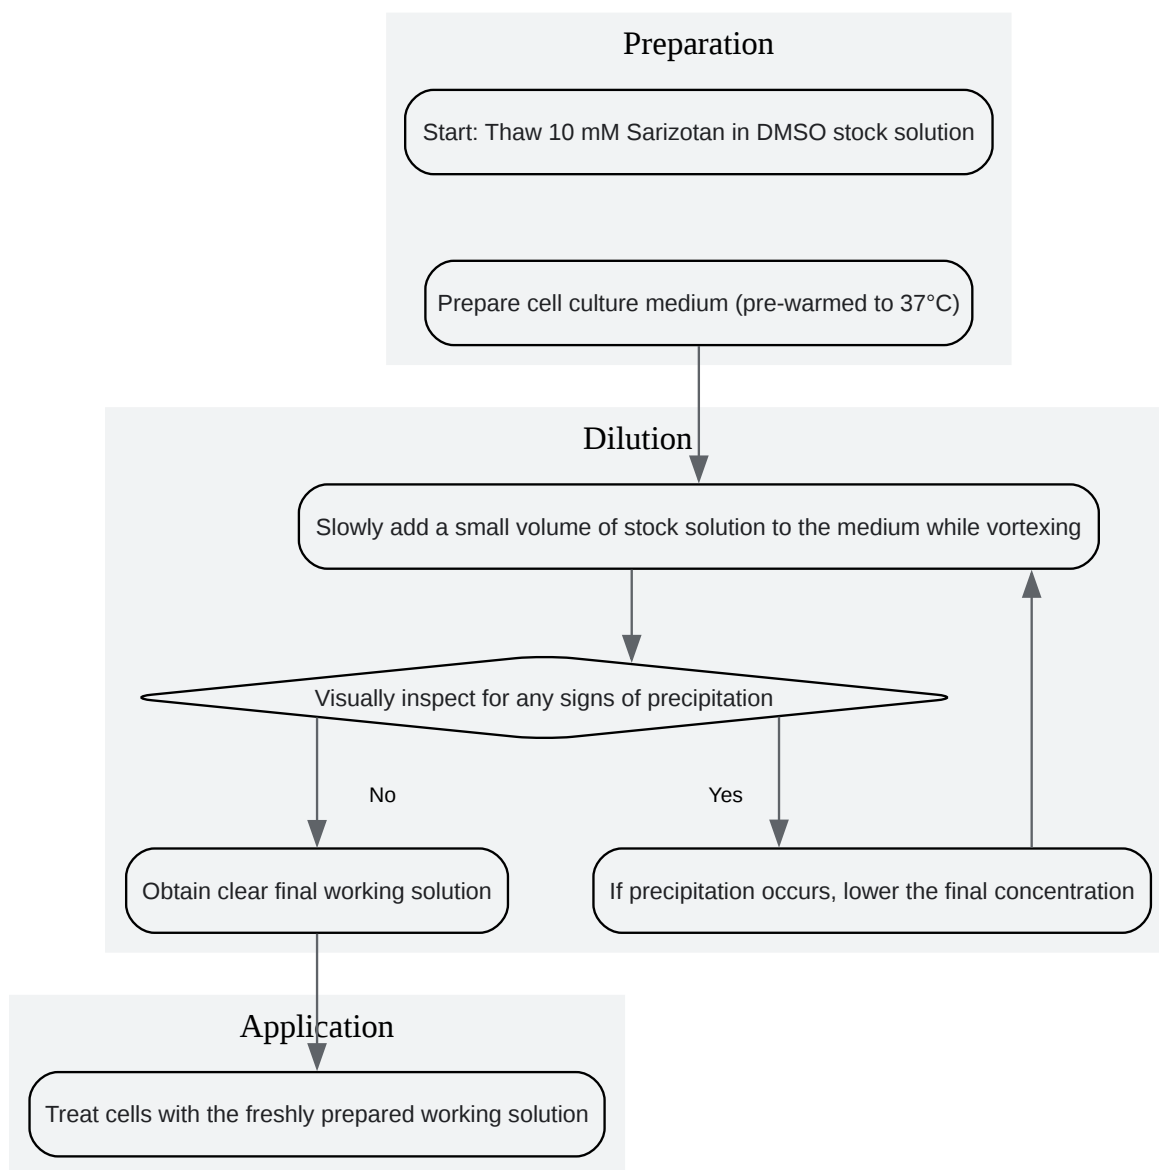 Preparation
Start: Thaw 10 mM Sarizotan in DMSO stock solution
Prepare cell culture medium (pre-warmed to 37°C)
Dilution
Slowly add a small volume of stock solution to the medium while vortexing
Visually inspect for any signs of precipitation
No
Yes
Obtain clear final working solution
If precipitation occurs, lower the final concentration
Application
Treat cells with the freshly prepared working solution